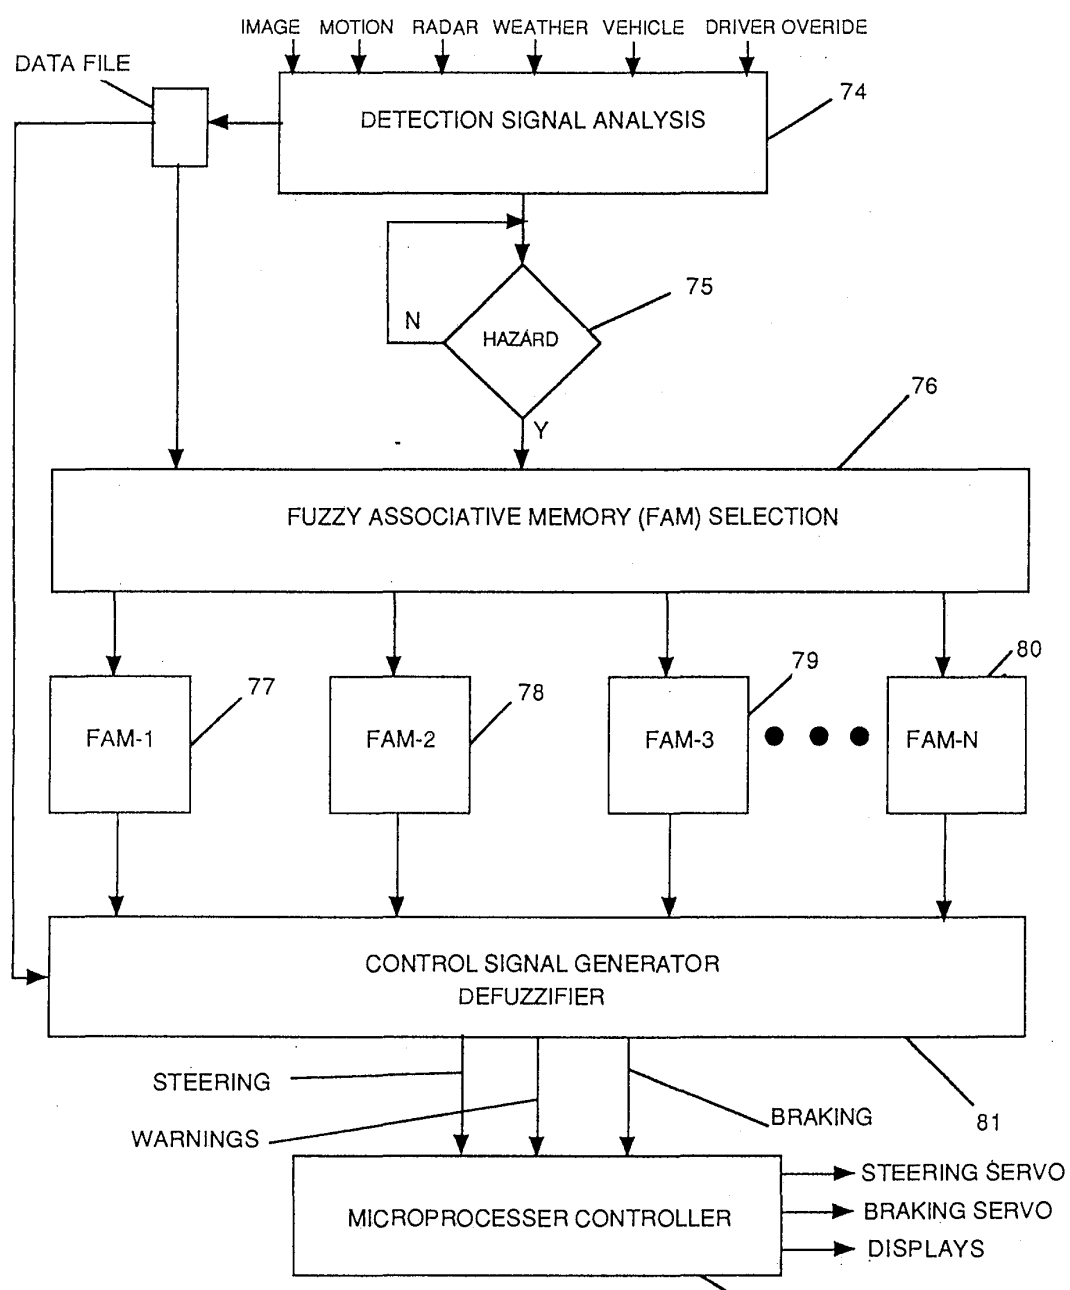 IMAGE MOTION RADAR WEATHER VEHICLE DRIVER OVERIDE
DATA FILE
DETECTION SIGNAL ANALYSIS
74
75
HAZARD
N
Y
76
FUZZY ASSOCIATIVE MEMORY (FAM) SELECTION
77
78
79
80
FAM-1
FAM-2
FAM-3
FAM-N
CONTROL SIGNAL GENERATOR
DEFUZZIFIER
STEERING
WARNINGS
BRAKING
81
MICROPROCESSER CONTROLLER
STEERING SERVO
BRAKING SERVO
DISPLAYS